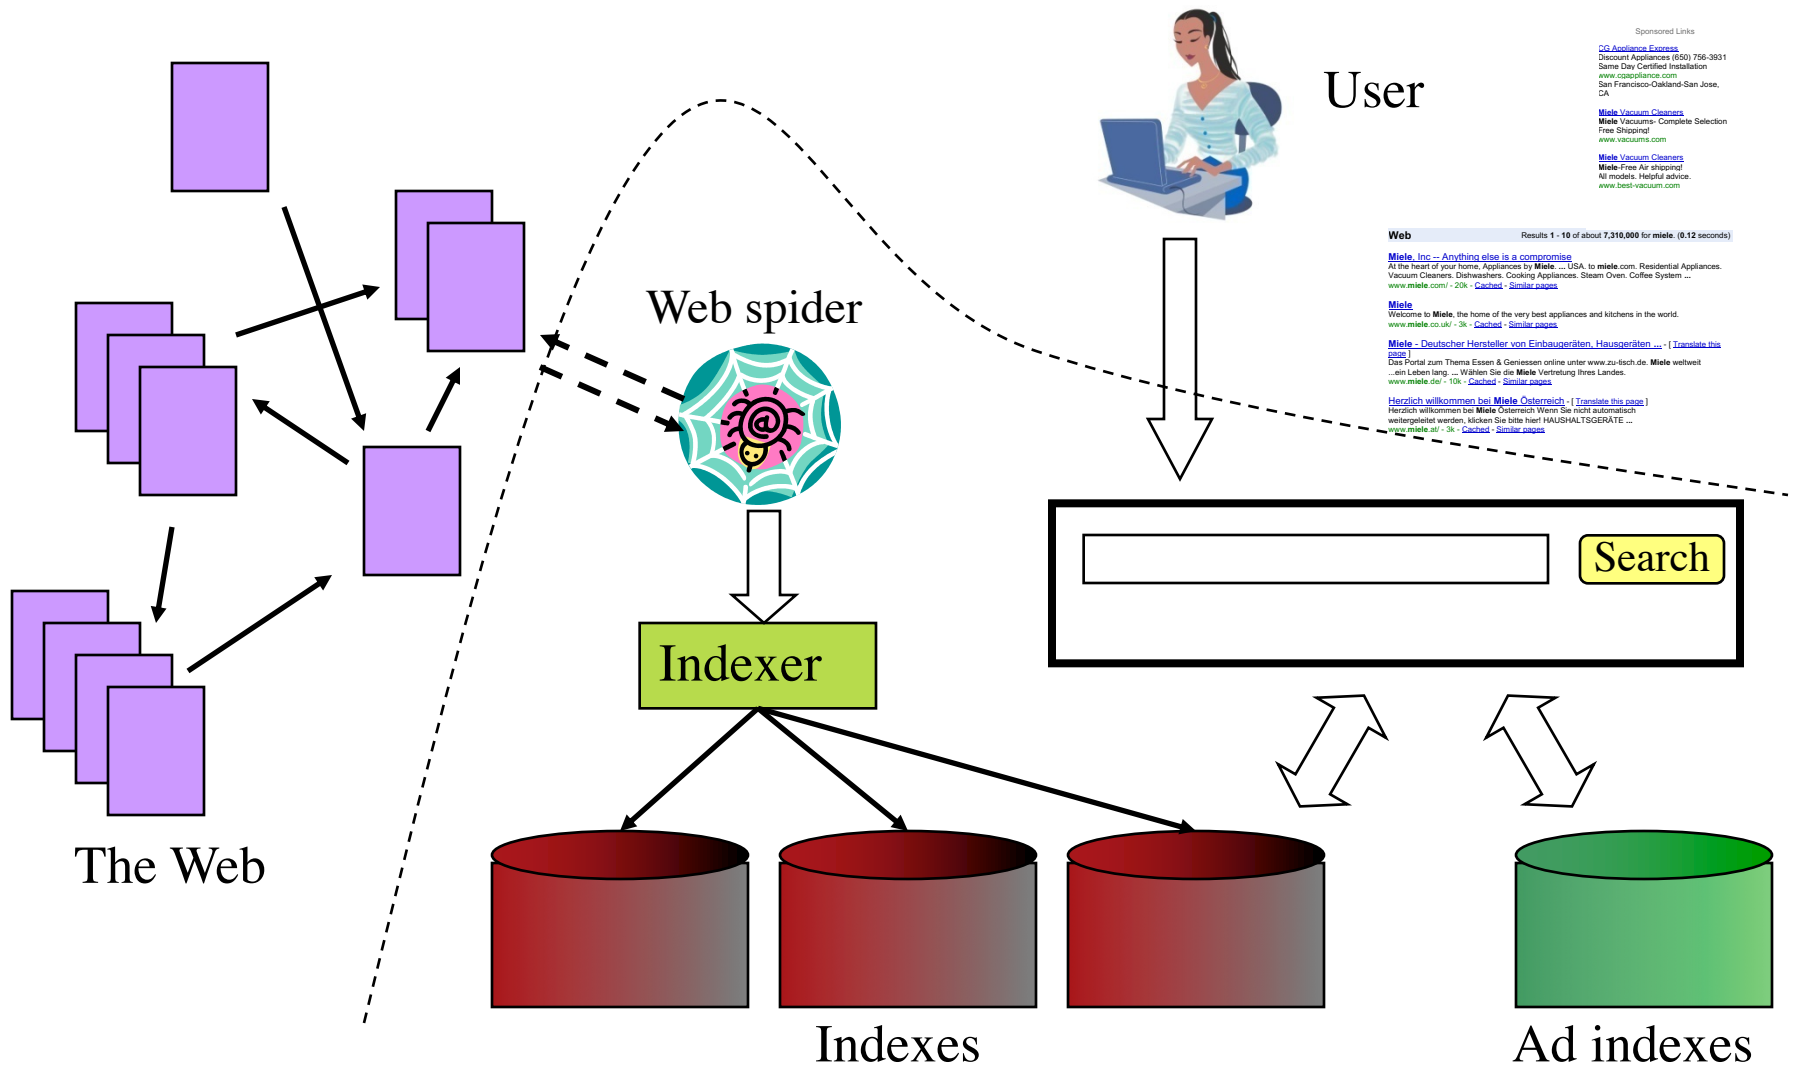 User
Sponsored Links
CG Appliance Express
Discount Appliances (650) 756-3931
Same Day Certified Installation
www.cgappliance.com
San Francisco-Oakland-San Jose,
CA
Miele Vacuum Cleaners
Miele Vacuums- Complete Selection
Free Shipping!
www.vacuums.com
Miele Vacuum Cleaners
Miele-Free Air shipping!
All models. Helpful advice.
www.best-vacuum.com
Web Results 1 - 10 of about 7,310,000 for miele. (0.12 seconds)
Miele, Inc -- Anything else is a compromise
At the heart of your home, Appliances by Miele. ... USA. to miele.com. Residential Appliances.
Vacuum Cleaners. Dishwashers. Cooking Appliances. Steam Oven. Coffee System ...
www.miele.com/ - 20k - Cached - Similar pages
Miele
Welcome to Miele, the home of the very best appliances and kitchens in the world.
www.miele.co.uk/ - 3k - Cached - Similar pages
Miele - Deutscher Hersteller von Einbaugeräten, Hausgeräten ... - [ Translate this
page ]
Das Portal zum Thema Essen & Geniessen online unter www.zu-tisch.de. Miele weltweit
...ein Leben lang. ... Wählen Sie die Miele Vertretung Ihres Landes.
www.miele.de/ - 10k - Cached - Similar pages
Herzlich willkommen bei Miele Österreich - [ Translate this page ]
Herzlich willkommen bei Miele Österreich Wenn Sie nicht automatisch
weitergeleitet werden, klicken Sie bitte hier! HAUSHALTSGERÄTE ...
www.miele.at/ - 3k - Cached - Similar pages
Web spider
@
Search
Indexer
The Web
Indexes
Ad indexes